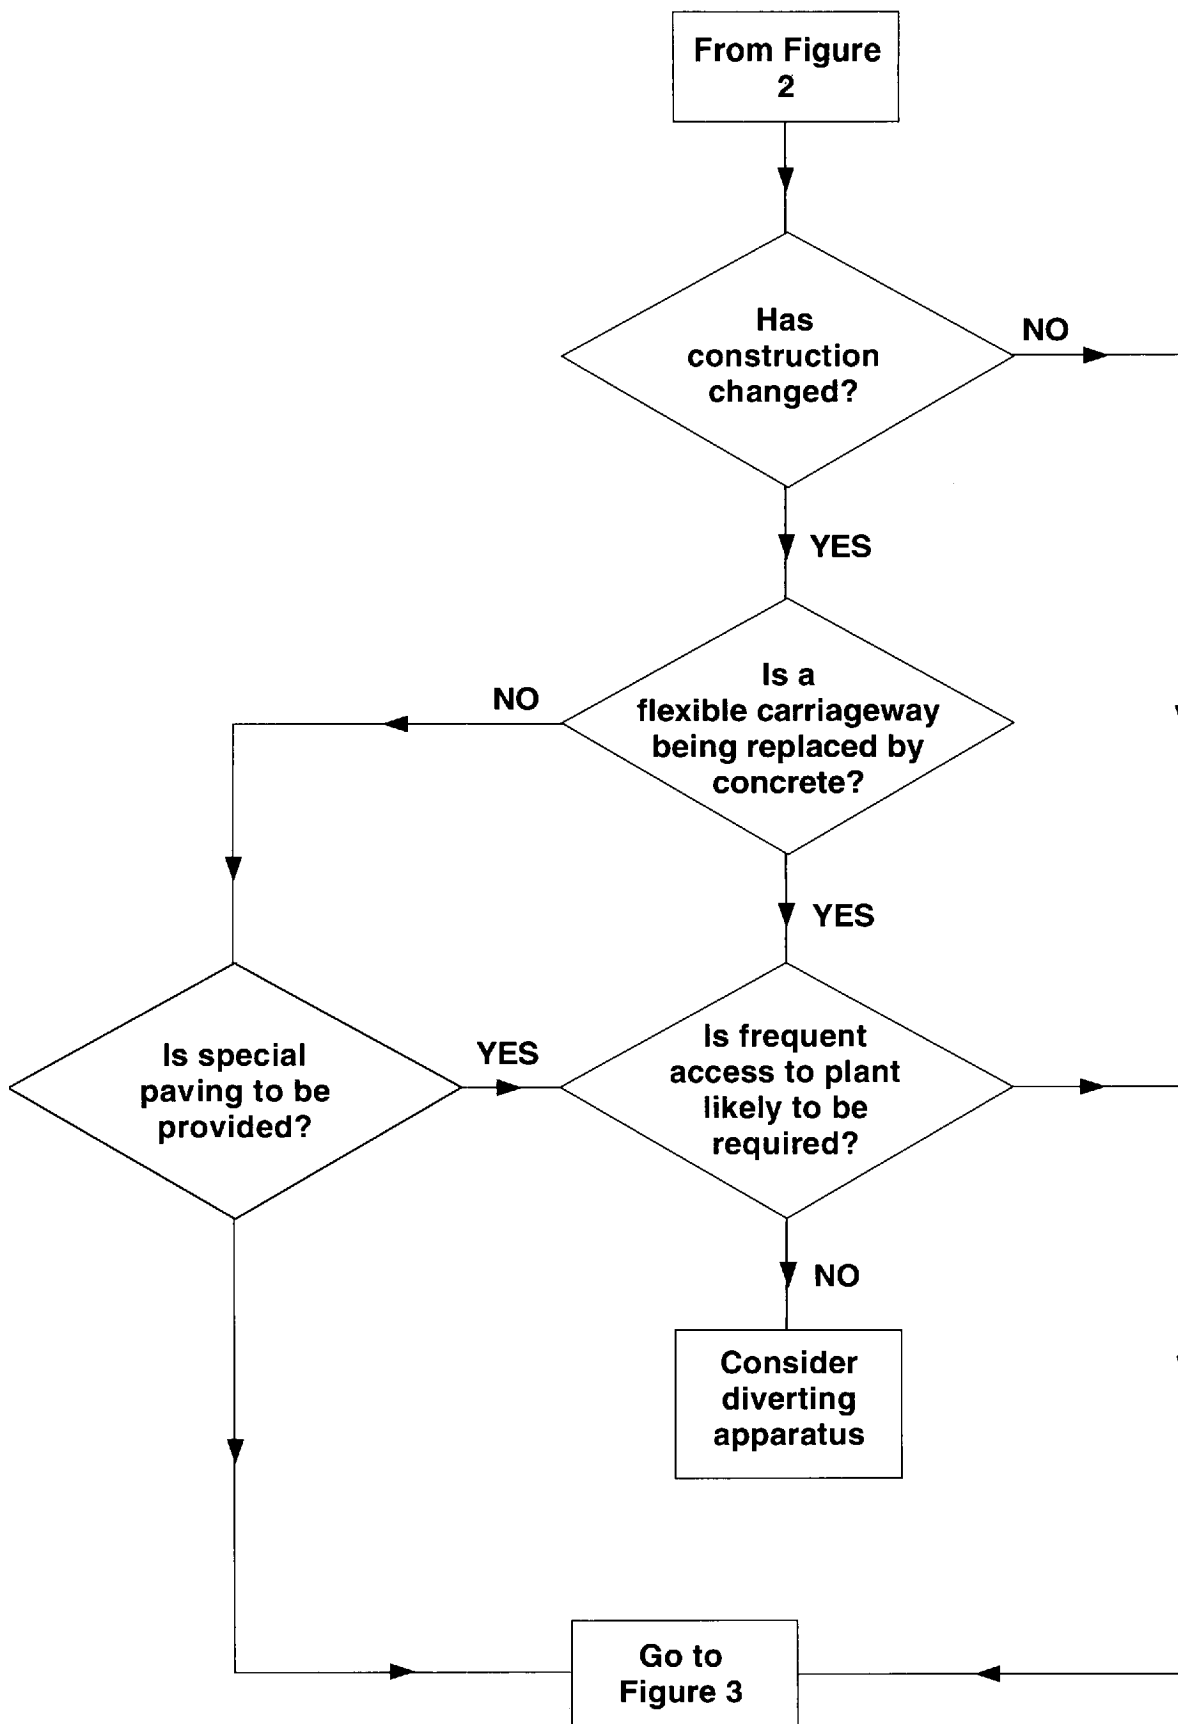 From Figure
2
Has
construction
changed?
NO
YES
Is a
flexible carriageway
being replaced by
concrete?
NO
YES
Is special
paving to be
provided?
YES
Is frequent
access to plant
likely to be
required?
NO
Consider
diverting
apparatus
Go to
Figure 3